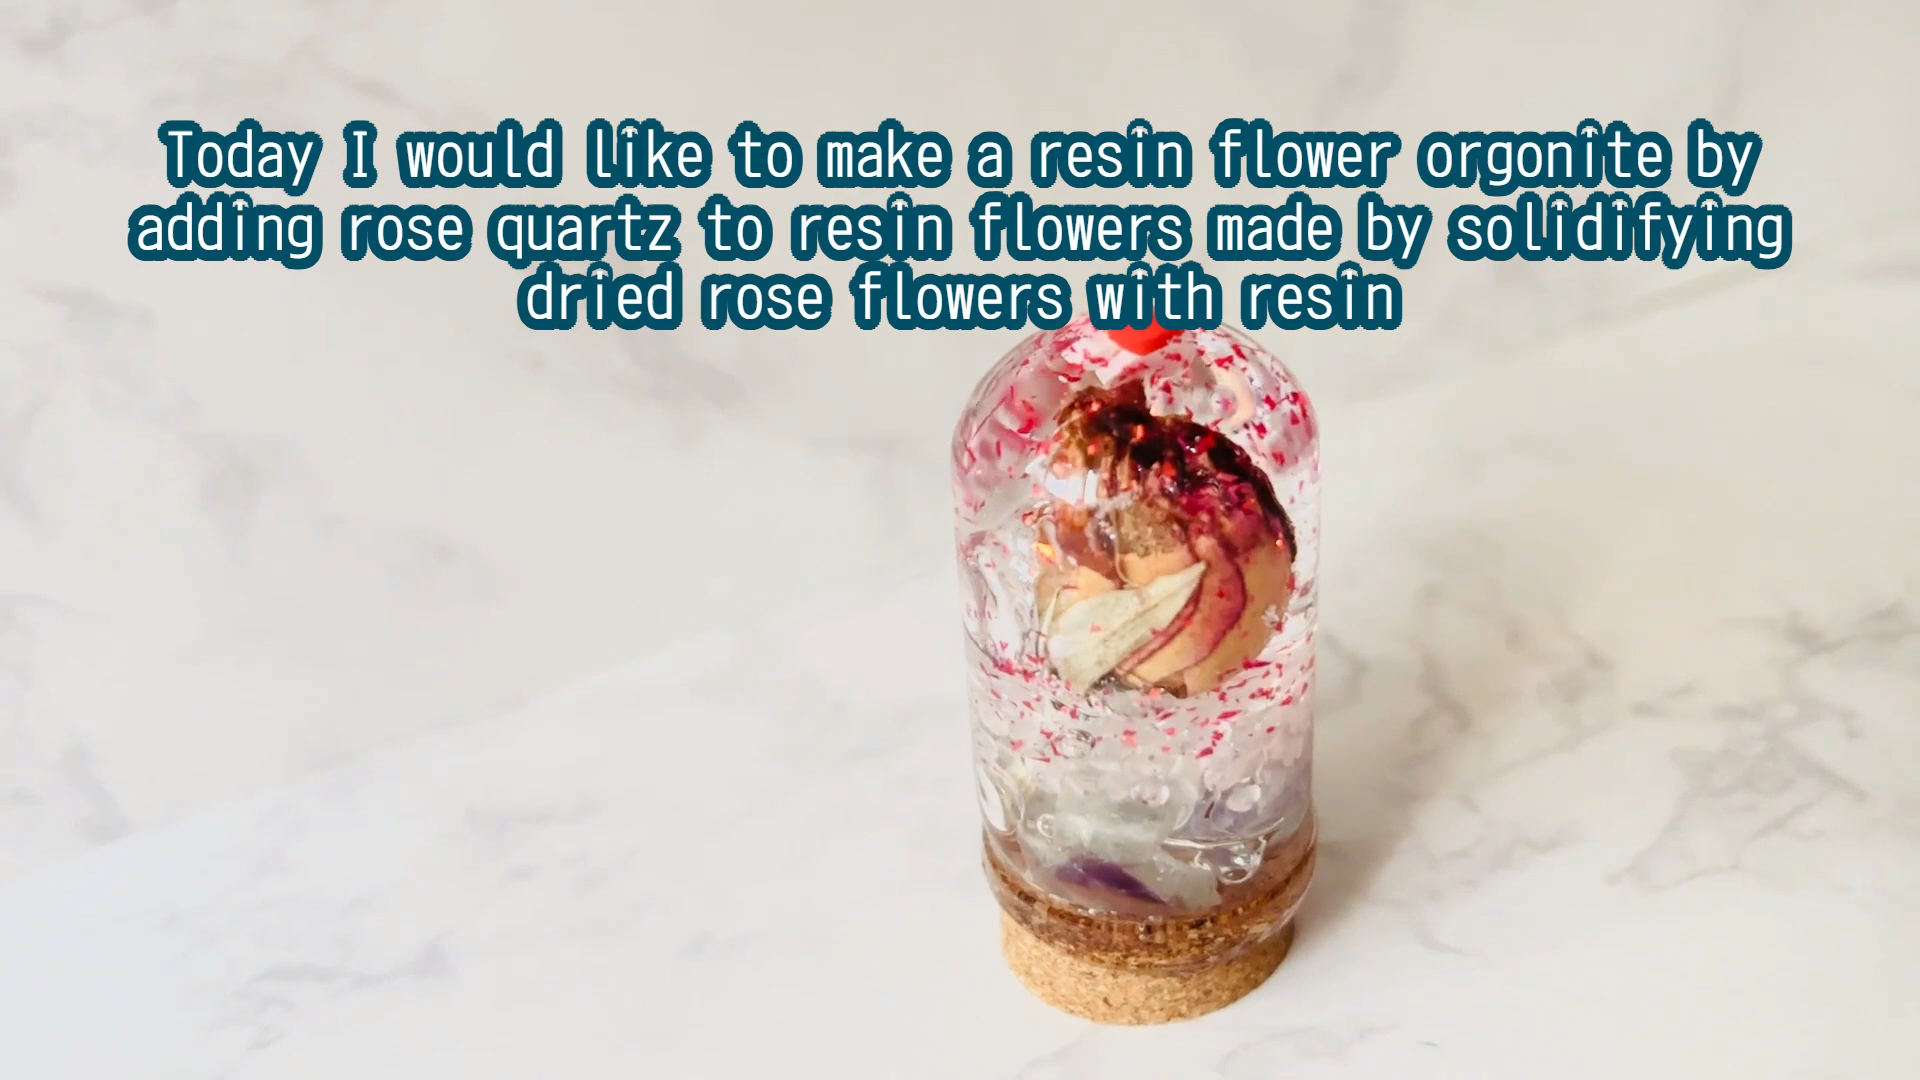 Today I would like to make a resin flower orgonite by
adding rose quartz to resin flowers made by solidifying
dried rose flowers with resin